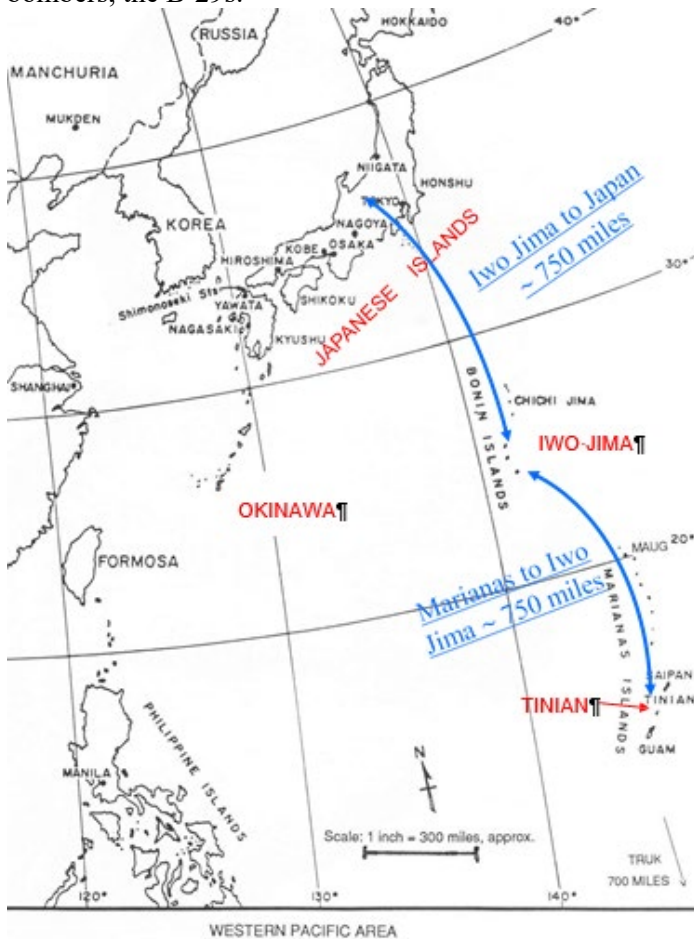 bombers, the B-29s.
HOKKAIDO
40°
RUSSIA
MANCHURIA
MUKDEN
NIIGATA
HONSHU
TOKYO
KOREA
NAGOYA
KOBE
OSAKA
HIROSHIMA
Iwo Jima to Japan
~ 750 miles
30°
Shimonoseki Sts
YAWATA
SHIKOKU
NAGASAKI
KYUSHU
JAPANESE ISLANDS
SHANGHAI
BONIN ISLANDS
CHICHI JIMA
IWO-JIMA¶
OKINAWA¶
20°
MAUG
FORMOSA
Marianas to Iwo
Jima ~ 750 miles
MARIANAS ISLANDS
SAIPAN
TINIAN
TINIAN¶
GUAM
PHILIPPINE ISLANDS
MANILA
N
Scale: 1 inch = 300 miles, approx.
TRUK
700 MILES
120°
130°
140°
WESTERN PACIFIC AREA